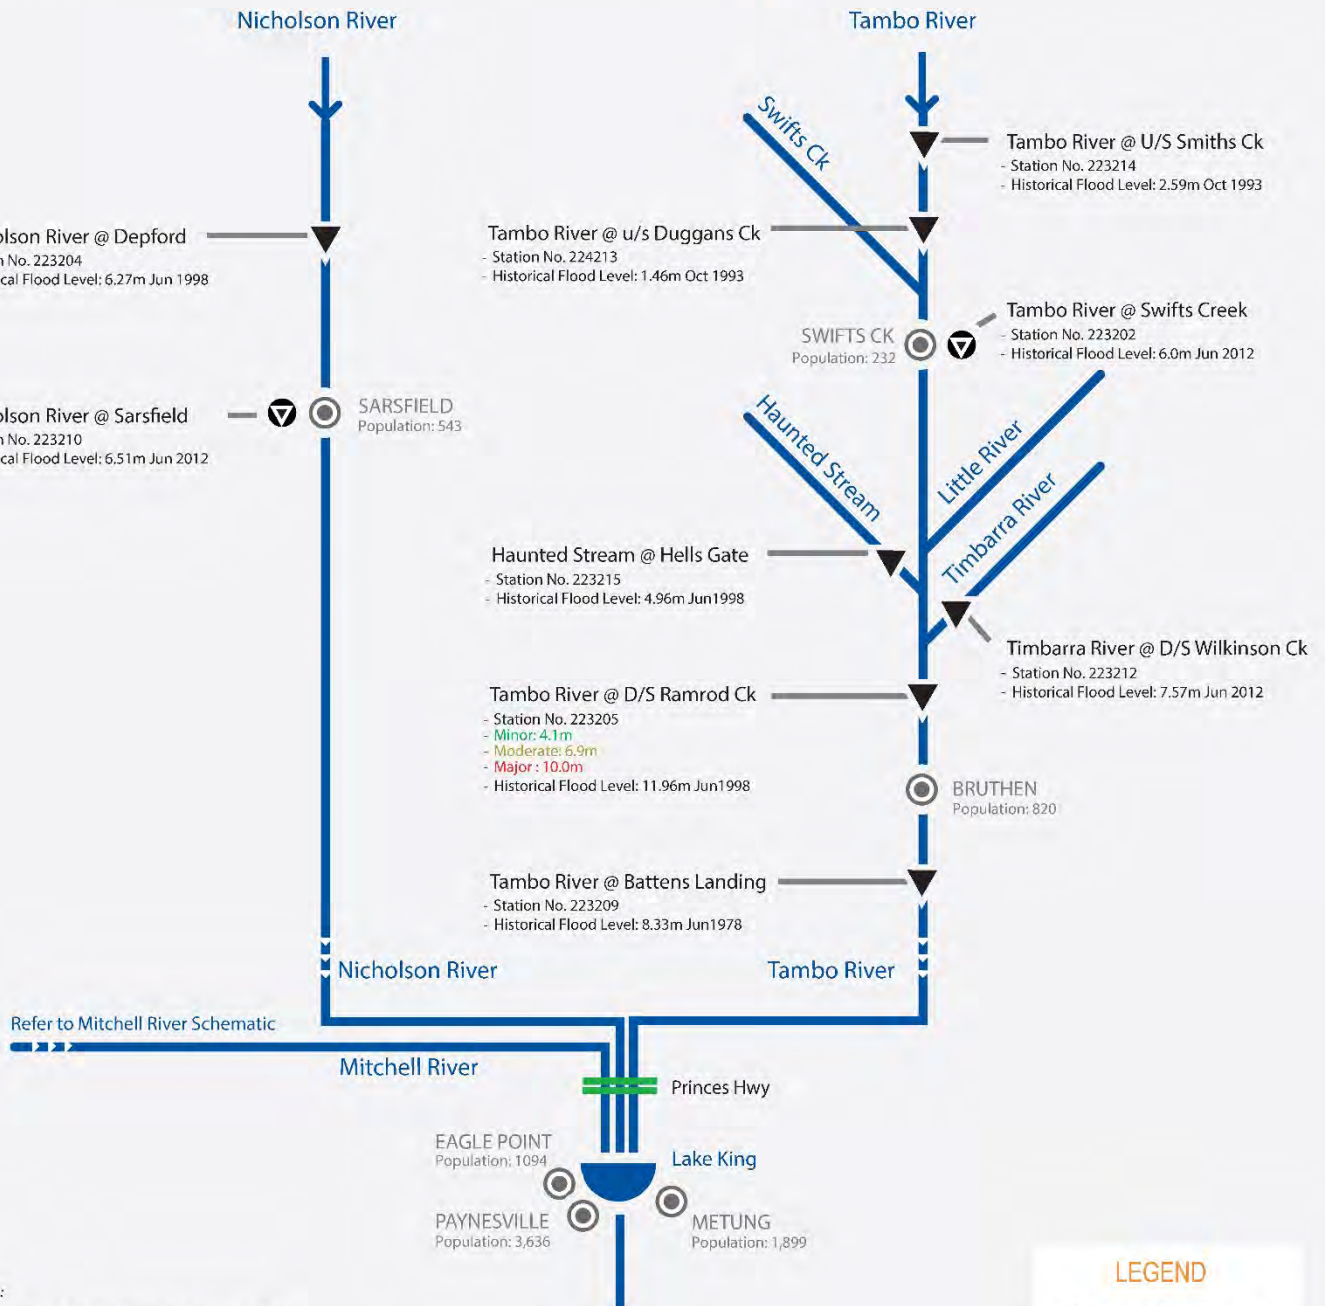 Nicholson River
Tambo River
Swifts Ck
Tambo River @ U/S Smiths Ck
- Station No. 223214
- Historical Flood Level: 2.59m Oct 1993
olson River @ Depford
n No. 223204
cal Flood Level: 6.27m Jun 1998
Tambo River @ u/s Duggans Ck
- Station No. 224213
- Historical Flood Level: 1.46m Oct 1993
Tambo River @ Swifts Creek
- Station No. 223202
- Historical Flood Level: 6.0m Jun 2012
SWIFTS CK
Population: 232
olson River @ Sarsfield
n No. 223210
cal Flood Level: 6.51m Jun 2012
SARSFIELD
Population: 543
Haunted Stream
Little River
Timbarra River
Haunted Stream @ Hells Gate
- Station No. 223215
- Historical Flood Level: 4.96m Jun1998
Timbarra River @ D/S Wilkinson Ck
- Station No. 223212
- Historical Flood Level: 7.57m Jun 2012
Tambo River @ D/S Ramrod Ck
- Station No. 223205
- Minor: 4.1m
- Moderate: 6.9m
- Major : 10.0m
- Historical Flood Level: 11.96m Jun1998
BRUTHEN
Population: 820
Tambo River @ Battens Landing
- Station No. 223209
- Historical Flood Level: 8.33m Jun1978
Nicholson River
Tambo River
Refer to Mitchell River Schematic
Mitchell River
Princes Hwy
EAGLE POINT
Population: 1094
Lake King
PAYNESVILLE
Population: 3,636
METUNG
Population: 1,899
LEGEND
: